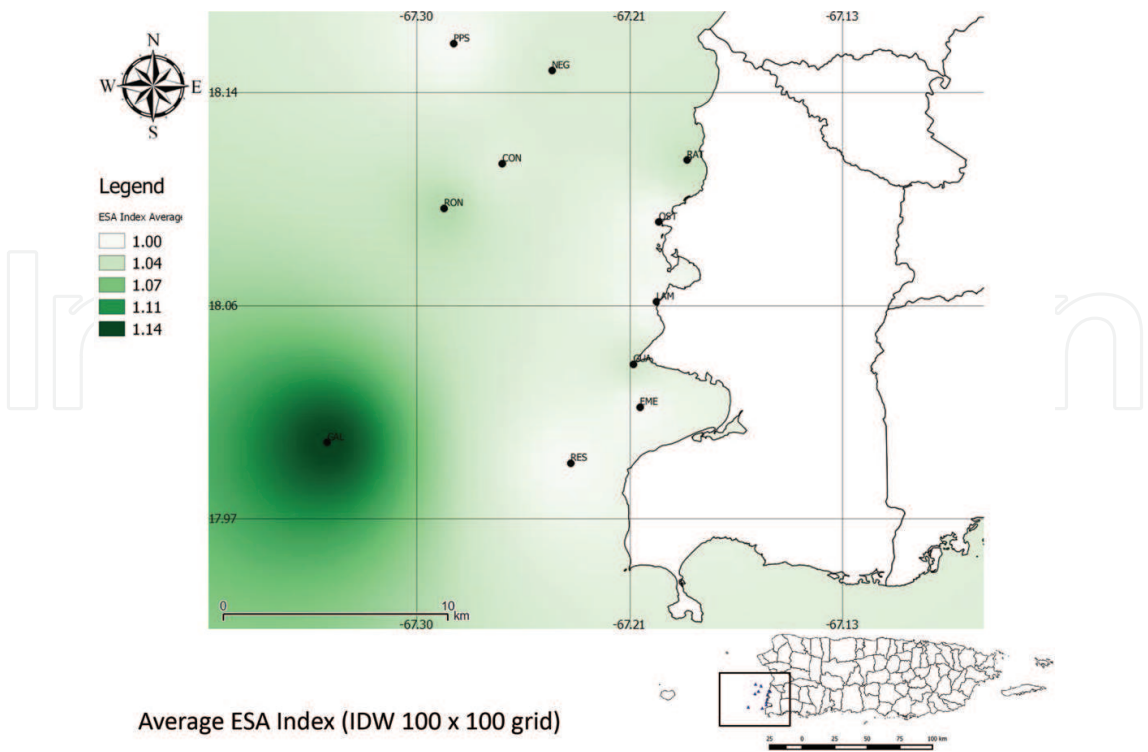 -67.30 -67.21 -67.13
N
W E
S
PPS
NEG
18.14
CON
RAT
RON
OST
Legend
ESA Index Average
1.00
1.04
1.07
1.11
1.14
LAM
18.06
GUA
EME
GAL
RES
17.97
0 10
km
-67.30 -67.21 -67.13
Average ESA Index (IDW 100 x 100 grid)
25 0 25 50 75 100 km